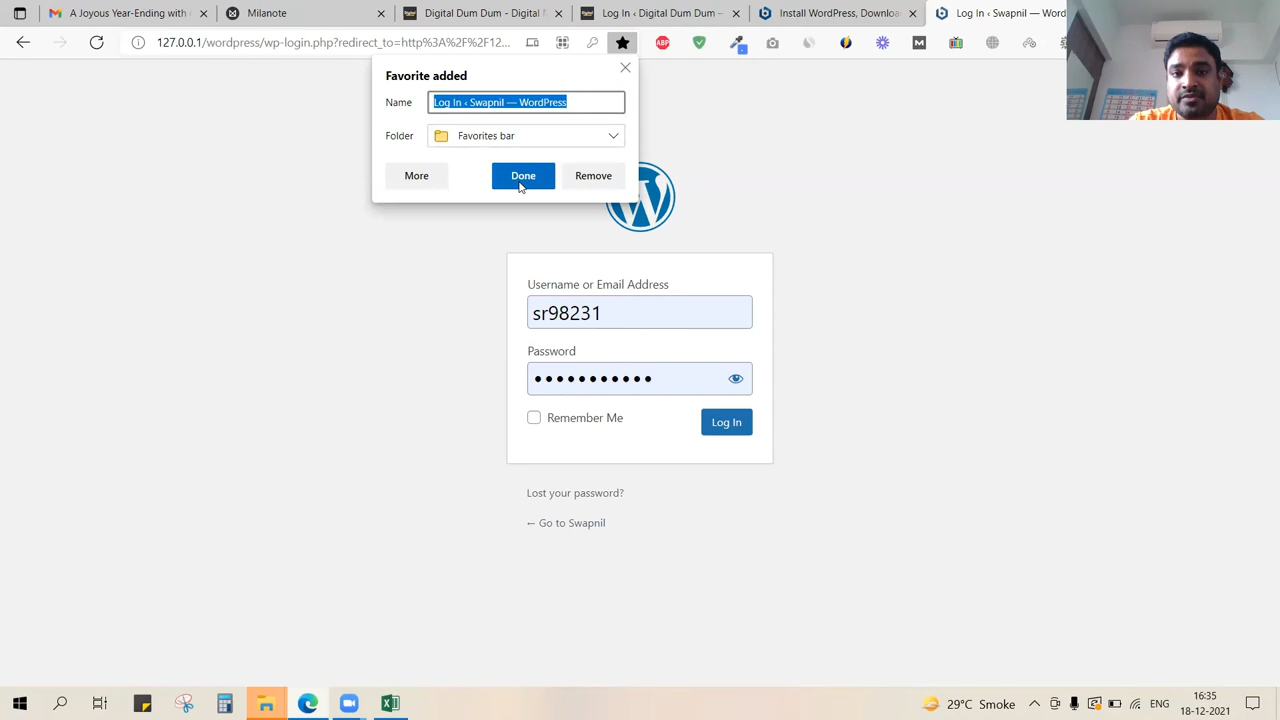 A Joyous Year-Ending with
Milanote
Digital Dum Dum - Digital
Log In ‹ Digital Dum Dum —
Install WordPress, Downloa
Log In ‹ Swapnil — WordPr
127.0.0.1/wordpress/wp-login.php?redirect_to=http%3A%2F%2F12...
ABP
Favorite added
Name
Log In ‹ Swapnil — WordPress
Folder
Favorites bar
More
Done
Remove
Username or Email Address
sr98231
Password
Remember Me
Log In
Lost your password?
← Go to Swapnil
29°C Smoke
ENG
16:35
18-12-2021